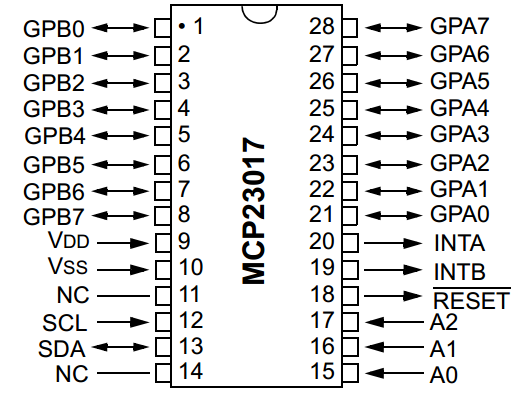 GPB0 • 1 28 GPA7
GPB1 2 27 GPA6
GPB2 3 26 GPA5
GPB3 4 25 GPA4
GPB4 5 24 GPA3
GPB5 6 23 GPA2
GPB6 7 22 GPA1
GPB7 8 21 GPA0
VDD 9 20 INTA
VSS 10 19 INTB
NC 11 18 RESET
SCL 12 17 A2
SDA 13 16 A1
NC 14 15 A0
MCP23017